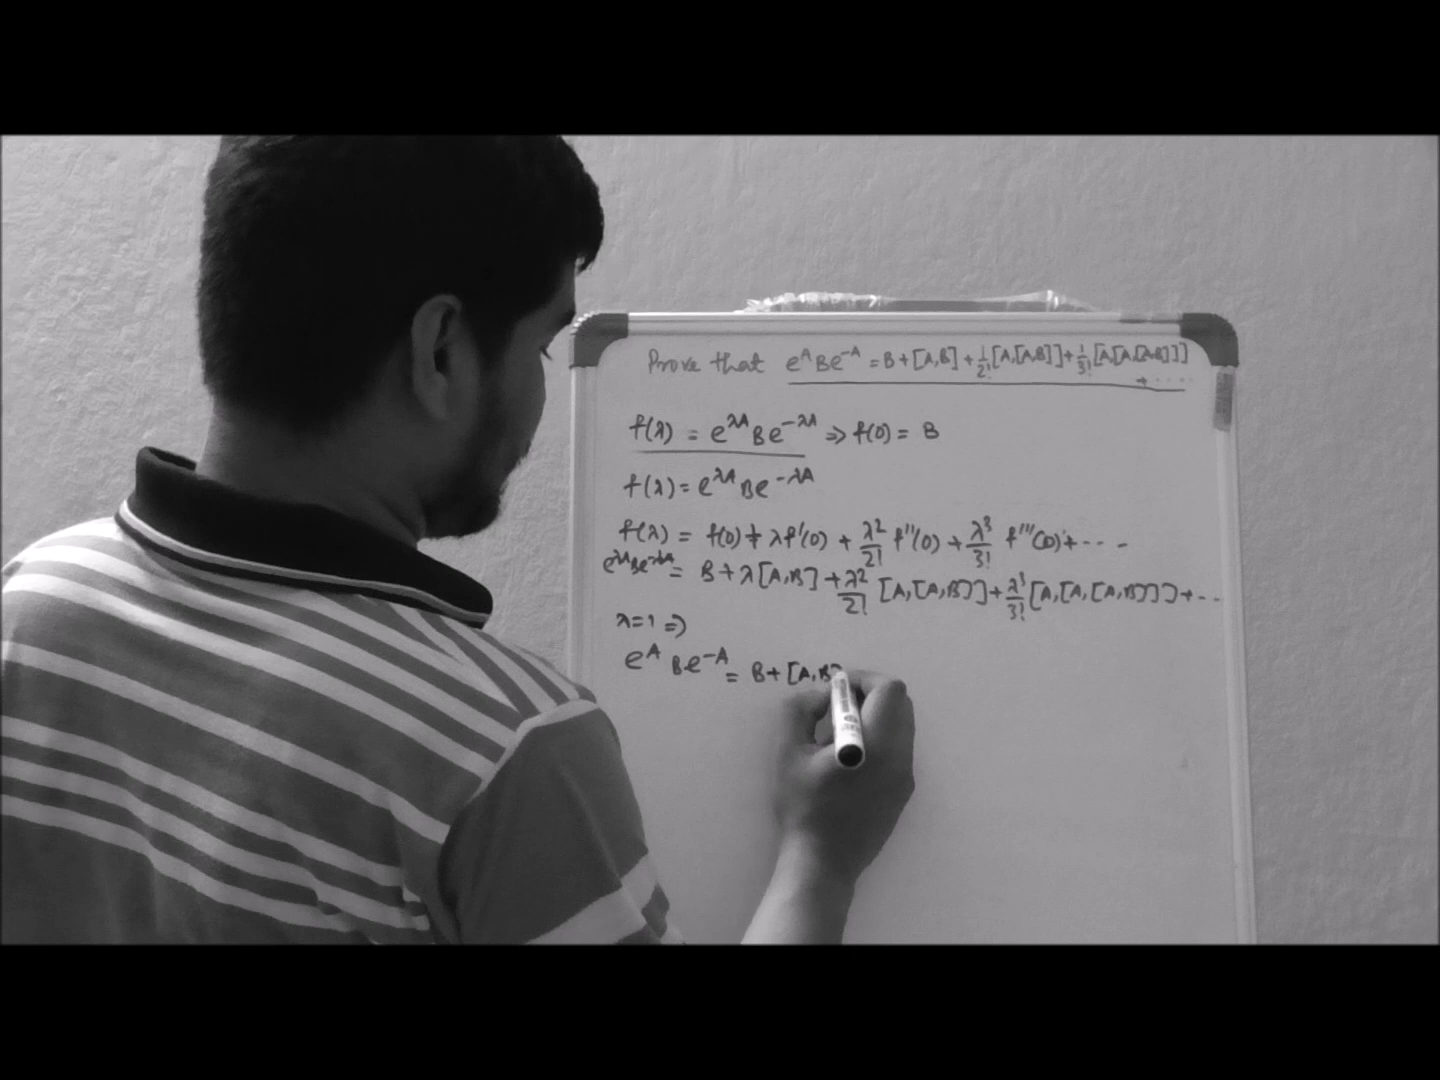 Prove that e^A B e^-A = B + [A,B] + 1/2! [A,[A,B]] + 1/3! [A[A,[A,B]]]
+ ....
f(λ) = e^λA B e^-λA ⇒ f(0) = B
f(λ) = e^λA B e^-λA
f(λ) = f(0) + λf'(0) + λ²/2! f''(0) + λ³/3! f'''(0) + ...
e^λA B e^-λA = B + λ[A,B] + λ²/2! [A,[A,B]] + λ³/3! [A,[A,[A,B]]] + ...
λ=1 ⇒
e^A B e^-A = B + [A,B]